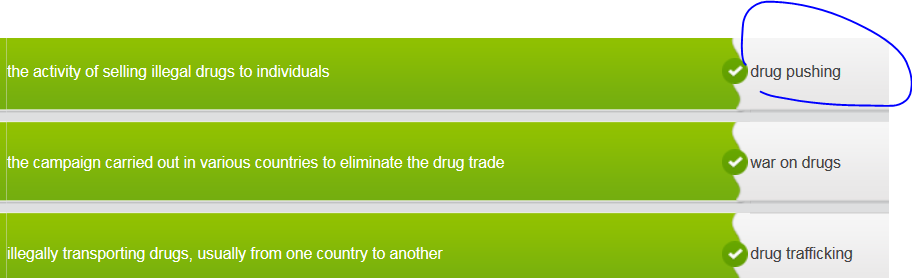 the activity of selling illegal drugs to individuals drug pushing
the campaign carried out in various countries to eliminate the drug trade war on drugs
illegally transporting drugs, usually from one country to another drug trafficking